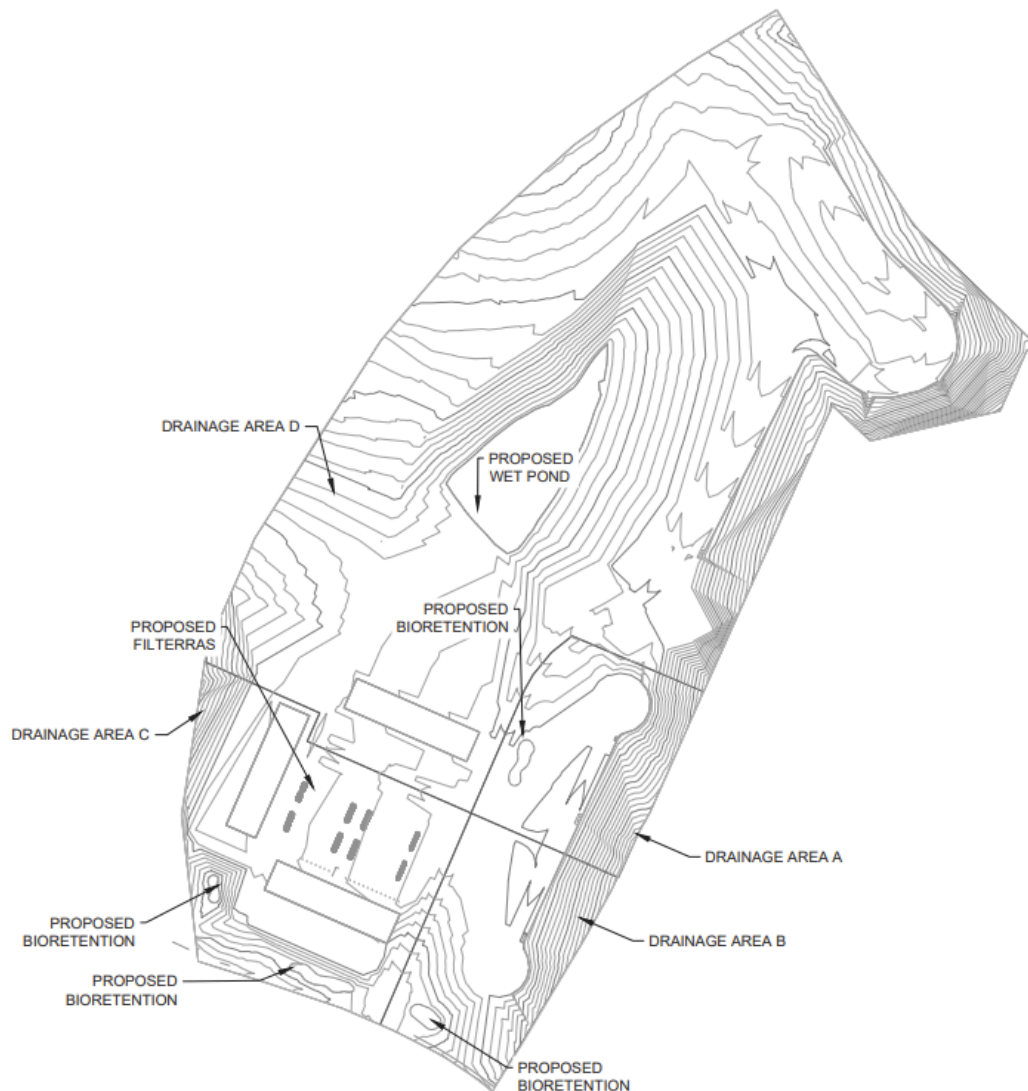 DRAINAGE AREA D
PROPOSED
WET POND
PROPOSED
BIORETENTION
PROPOSED
FILTERRAS
DRAINAGE AREA C
DRAINAGE AREA A
PROPOSED
BIORETENTION
DRAINAGE AREA B
PROPOSED
BIORETENTION
PROPOSED
BIORETENTION